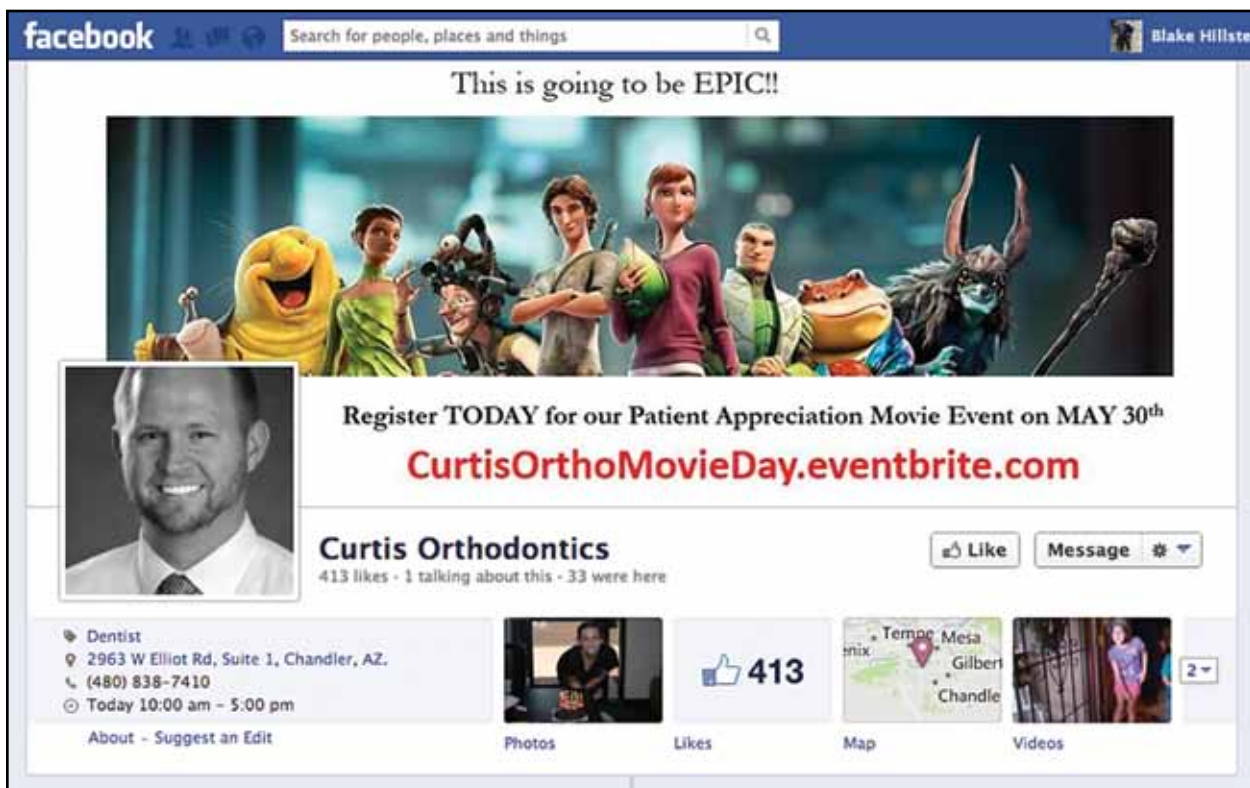 facebook
Search for people, places and things
Blake Hillste
This is going to be EPIC!!
Register TODAY for our Patient Appreciation Movie Event on MAY 30th
CurtisOrthoMovieDay.eventbrite.com
Curtis Orthodontics
413 likes · 1 talking about this · 33 were here
Like
Message
Dentist
2963 W Elliot Rd, Suite 1, Chandler, AZ.
(480) 838-7410
Today 10:00 am - 5:00 pm
About - Suggest an Edit
413
Tempe Mesa
enix
Gilbert
Chandle
2
Photos
Likes
Map
Videos